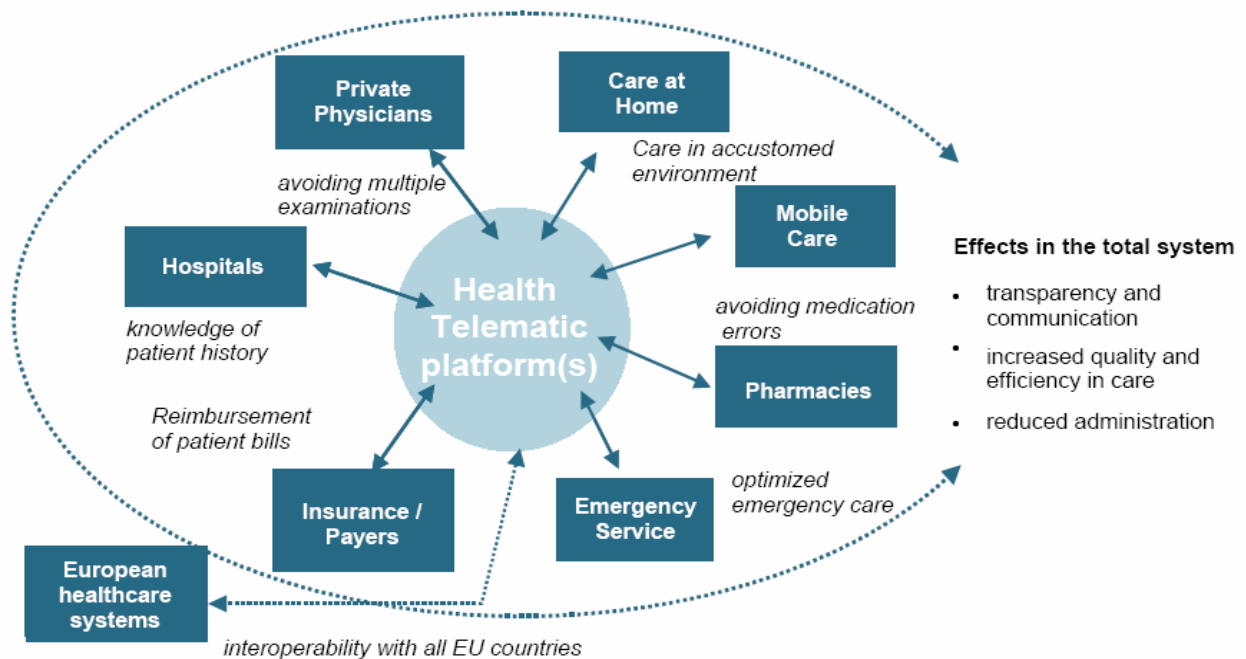 Private
Physicians
Care at
Home
Care in accustomed
environment
avoiding multiple
examinations
Mobile
Care
Hospitals
knowledge of
patient history
Health
Telematic
platform(s)
avoiding medication
errors
Pharmacies
Reimbursement
of patient bills
Insurance /
Payers
Emergency
Service
optimized
emergency care
European
healthcare
systems
interoperability with all EU countries
Effects in the total system
• transparency and
communication
• increased quality and
efficiency in care
• reduced administration